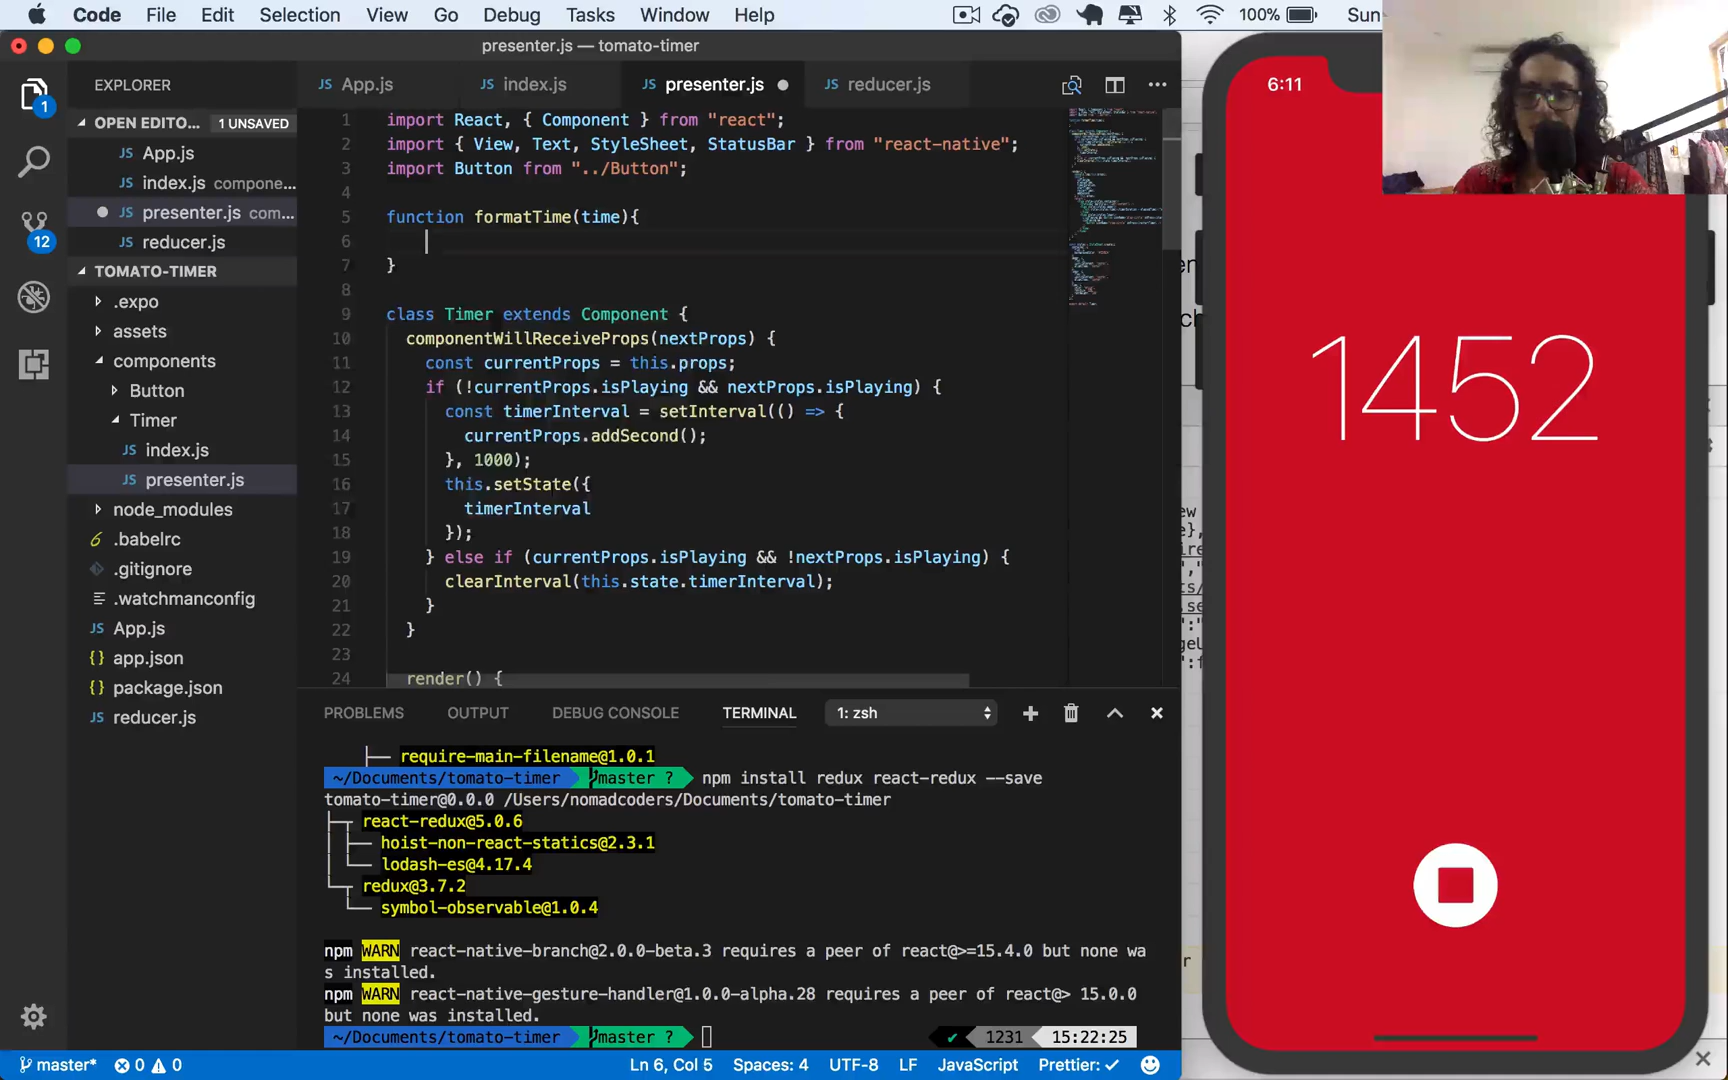 Code File Edit Selection View Go Debug Tasks Window Help 100% Sun
presenter.js — tomato-timer
EXPLORER
OPEN EDITO... 1 UNSAVED
JS App.js
JS index.js compone...
JS presenter.js com...
JS reducer.js
TOMATO-TIMER
.expo
assets
components
Button
Timer
JS index.js
JS presenter.js
node_modules
.babelrc
.gitignore
.watchmanconfig
JS App.js
{} app.json
{} package.json
JS reducer.js
1
12
JS App.js JS index.js JS presenter.js JS reducer.js
1 import React, { Component } from "react";
2 import { View, Text, StyleSheet, StatusBar } from "react-native";
3 import Button from "../Button";
4
5 function formatTime(time){
6
7 }
8
9 class Timer extends Component {
10 componentWillReceiveProps(nextProps) {
11 const currentProps = this.props;
12 if (!currentProps.isPlaying && nextProps.isPlaying) {
13 const timerInterval = setInterval(() => {
14 currentProps.addSecond();
15 }, 1000);
16 this.setState({
17 timerInterval
18 });
19 } else if (currentProps.isPlaying && !nextProps.isPlaying) {
20 clearInterval(this.state.timerInterval);
21 }
22 }
23
24 render() {
PROBLEMS OUTPUT DEBUG CONSOLE TERMINAL 1: zsh
├── require-main-filename@1.0.1
~/Documents/tomato-timer master ? npm install redux react-redux --save
tomato-timer@0.0.0 /Users/nomadcoders/Documents/tomato-timer
├─┬ react-redux@5.0.6
│ ├── hoist-non-react-statics@2.3.1
│ └── lodash-es@4.17.4
└─┬ redux@3.7.2
└── symbol-observable@1.0.4
npm WARN react-native-branch@2.0.0-beta.3 requires a peer of react@>=15.4.0 but none wa
s installed.
npm WARN react-native-gesture-handler@1.0.0-alpha.28 requires a peer of react@> 15.0.0
but none was installed.
~/Documents/tomato-timer master ? ✔ 1231 15:22:25
master* 0 0 Ln 6, Col 5 Spaces: 4 UTF-8 LF JavaScript Prettier: ✓
6:11
1452